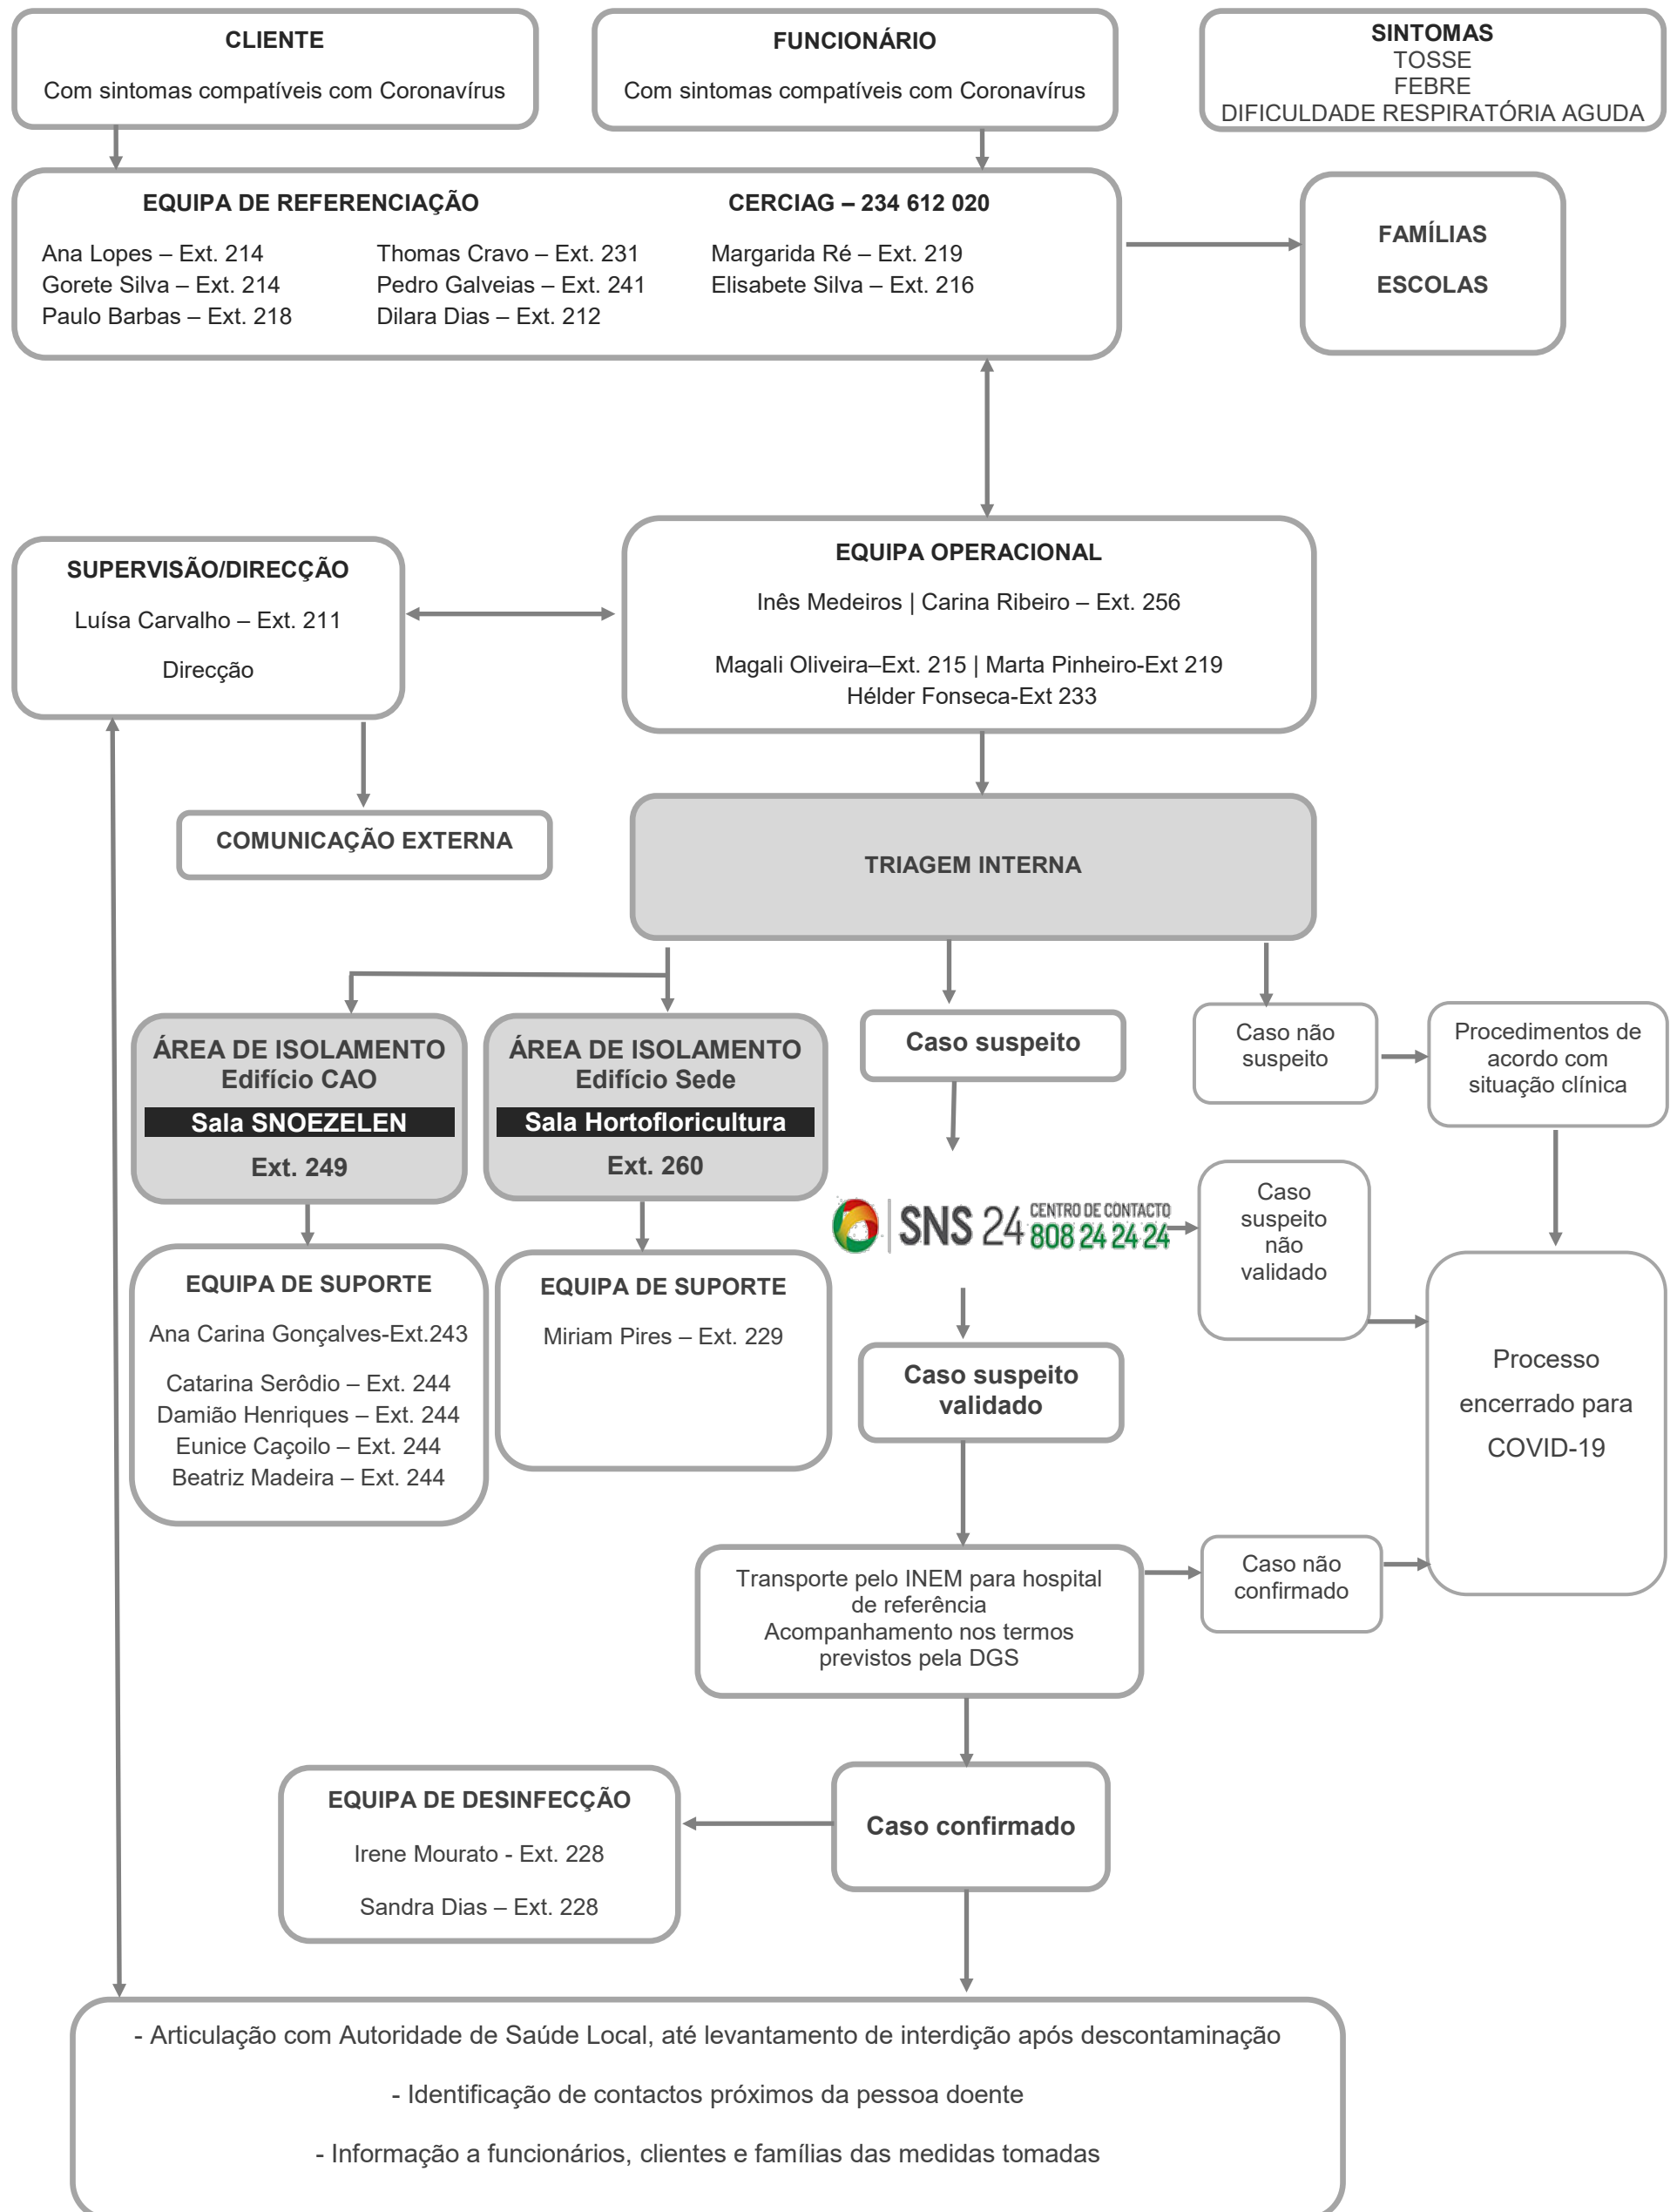 CLIENTE
Com sintomas compatíveis com Coronavírus
FUNCIONÁRIO
Com sintomas compatíveis com Coronavírus
SINTOMAS
TOSSE
FEBRE
DIFICULDADE RESPIRATÓRIA AGUDA
EQUIPA DE REFERENCIAÇÃO
CERCIAG – 234 612 020
Ana Lopes – Ext. 214
Thomas Cravo – Ext. 231
Margarida Ré – Ext. 219
Gorete Silva – Ext. 214
Pedro Galveias – Ext. 241
Elisabete Silva – Ext. 216
Paulo Barbas – Ext. 218
Dilara Dias – Ext. 212
FAMÍLIAS
ESCOLAS
SUPERVISÃO/DIRECÇÃO
Luísa Carvalho – Ext. 211
Direcção
EQUIPA OPERACIONAL
Inês Medeiros | Carina Ribeiro – Ext. 256
Magali Oliveira–Ext. 215 | Marta Pinheiro-Ext 219
Hélder Fonseca-Ext 233
COMUNICAÇÃO EXTERNA
TRIAGEM INTERNA
ÁREA DE ISOLAMENTO
Edifício CAO
Sala SNOEZELEN
Ext. 249
ÁREA DE ISOLAMENTO
Edifício Sede
Sala Hortofloricultura
Ext. 260
Caso suspeito
Caso não
suspeito
Procedimentos de
acordo com
situação clínica
SNS 24 CENTRO DE CONTACTO
808 24 24 24
Caso
suspeito
não
validado
EQUIPA DE SUPORTE
Ana Carina Gonçalves-Ext.243
Catarina Serôdio – Ext. 244
Damião Henriques – Ext. 244
Eunice Caçoilo – Ext. 244
Beatriz Madeira – Ext. 244
EQUIPA DE SUPORTE
Miriam Pires – Ext. 229
Caso suspeito
validado
Processo
encerrado para
COVID-19
Transporte pelo INEM para hospital
de referência
Acompanhamento nos termos
previstos pela DGS
Caso não
confirmado
EQUIPA DE DESINFECÇÃO
Irene Mourato - Ext. 228
Sandra Dias – Ext. 228
Caso confirmado
- Articulação com Autoridade de Saúde Local, até levantamento de interdição após descontaminação
- Identificação de contactos próximos da pessoa doente
- Informação a funcionários, clientes e famílias das medidas tomadas